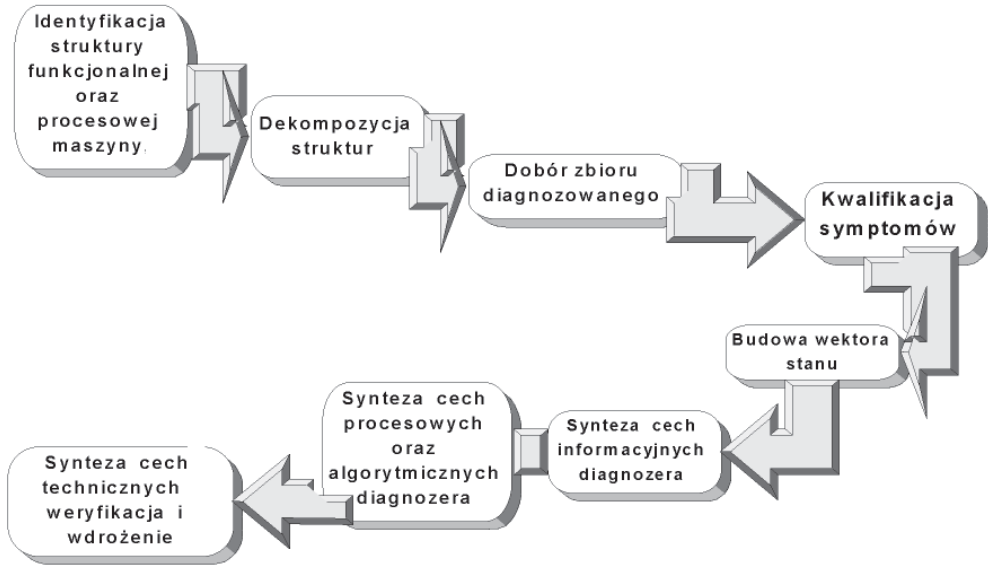 Identyfikacja
struktury
funkcjonalnej
oraz
procesowej
maszyny.
Dekompozycja
struktur
Dobór zbioru
diagnozowanego
Kwalifikacja
symptomów
Budowa wektora
stanu
Synteza cech
informacyjnych
diagnozera
Synteza cech
procesowych
oraz
algorytmicznych
diagnozera
Synteza cech
technicznych
weryfikacja i
wdrożenie